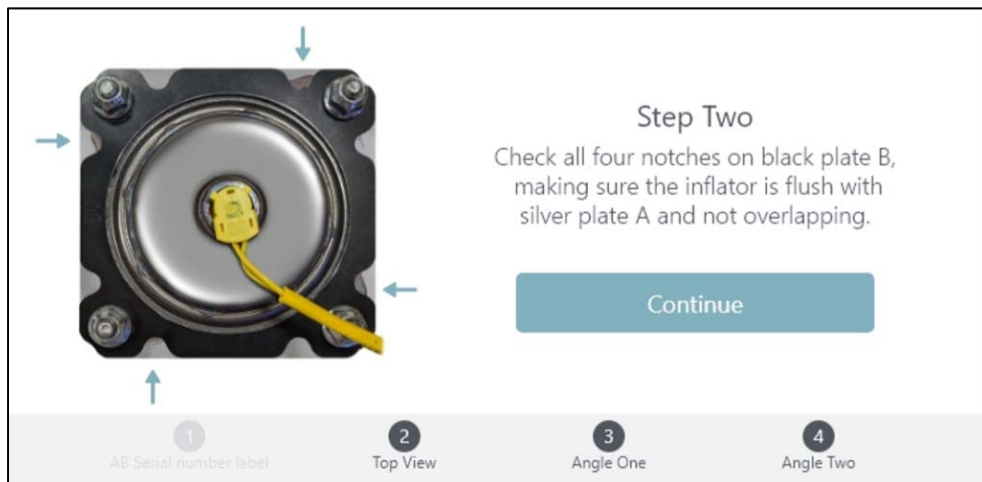 Step Two
Check all four notches on black plate B,
making sure the inflator is flush with
silver plate A and not overlapping.
Continue
1
AB Serial number label
2
Top View
3
Angle One
4
Angle Two